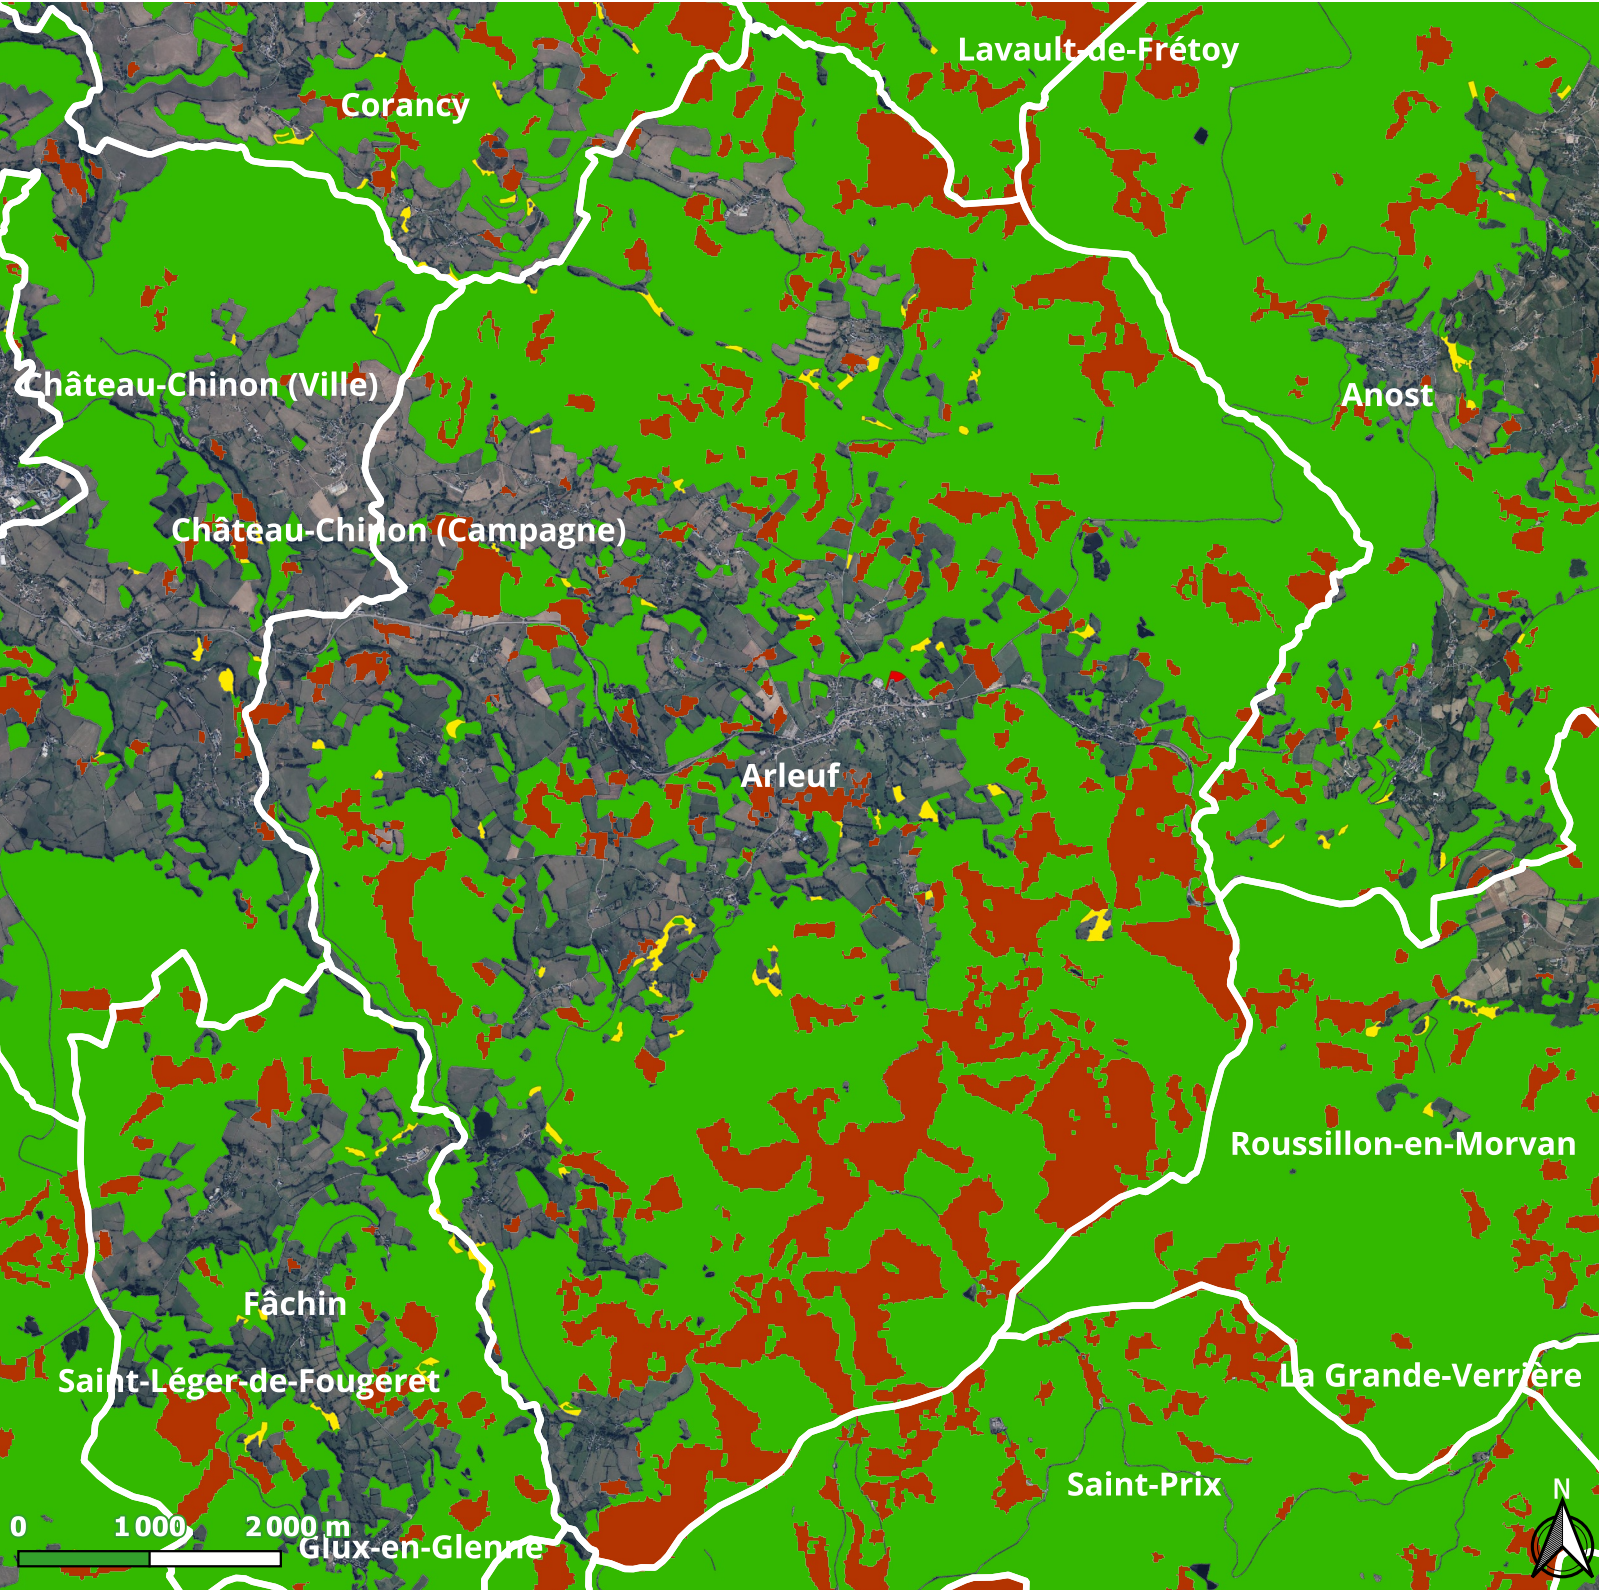 Lavault-de-Frétoy
Corancy
Château-Chinon (Ville)
Anost
Château-Chinon (Campagne)
Arleuf
Roussillon-en-Morvan
Fâchin
Saint-Léger-de-Fougeret
La Grande-Verrière
Saint-Prix
N
0 1 000 2 000 m
Glux-en-Glenne